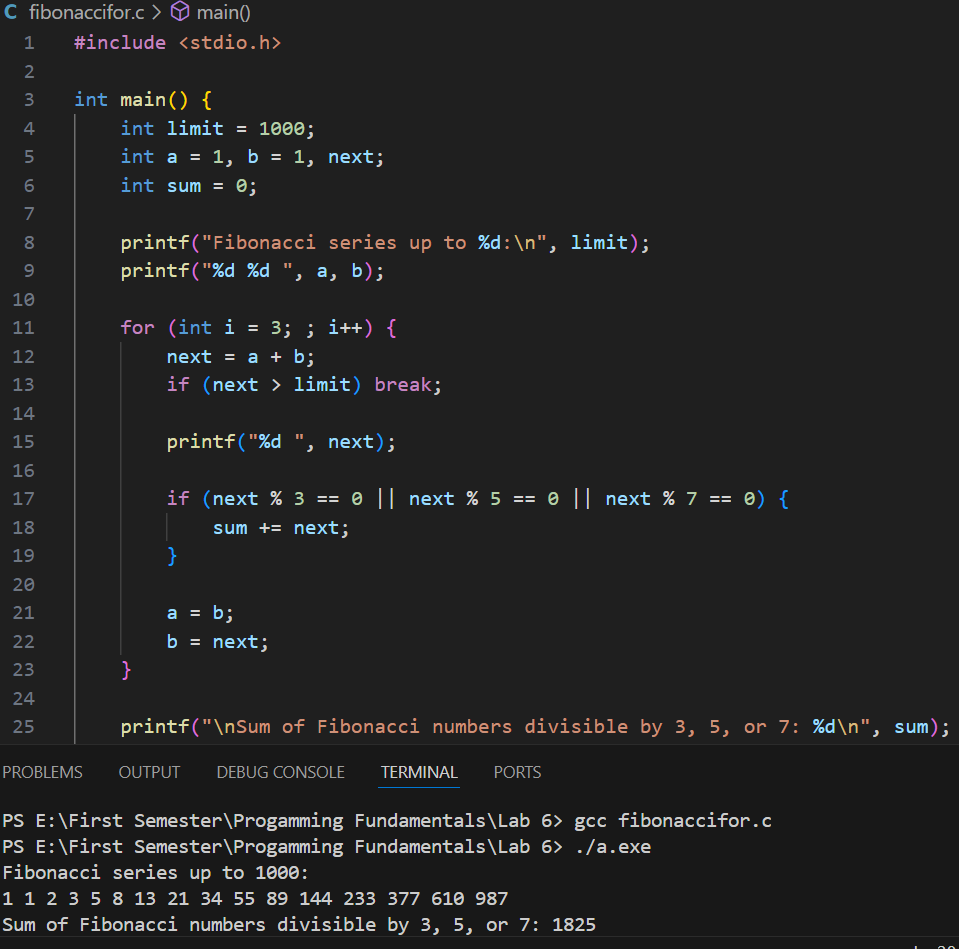 C fibonaccifor.c > main()
1 #include <stdio.h>
2
3 int main() {
4     int limit = 1000;
5     int a = 1, b = 1, next;
6     int sum = 0;
7
8     printf("Fibonacci series up to %d:\n", limit);
9     printf("%d %d ", a, b);
10
11     for (int i = 3; ; i++) {
12         next = a + b;
13         if (next > limit) break;
14
15         printf("%d ", next);
16
17         if (next % 3 == 0 || next % 5 == 0 || next % 7 == 0) {
18             sum += next;
19         }
20
21         a = b;
22         b = next;
23     }
24
25     printf("\nSum of Fibonacci numbers divisible by 3, 5, or 7: %d\n", sum);
PROBLEMS OUTPUT DEBUG CONSOLE TERMINAL PORTS
PS E:\First Semester\Progamming Fundamentals\Lab 6> gcc fibonaccifor.c
PS E:\First Semester\Progamming Fundamentals\Lab 6> ./a.exe
Fibonacci series up to 1000:
1 1 2 3 5 8 13 21 34 55 89 144 233 377 610 987
Sum of Fibonacci numbers divisible by 3, 5, or 7: 1825